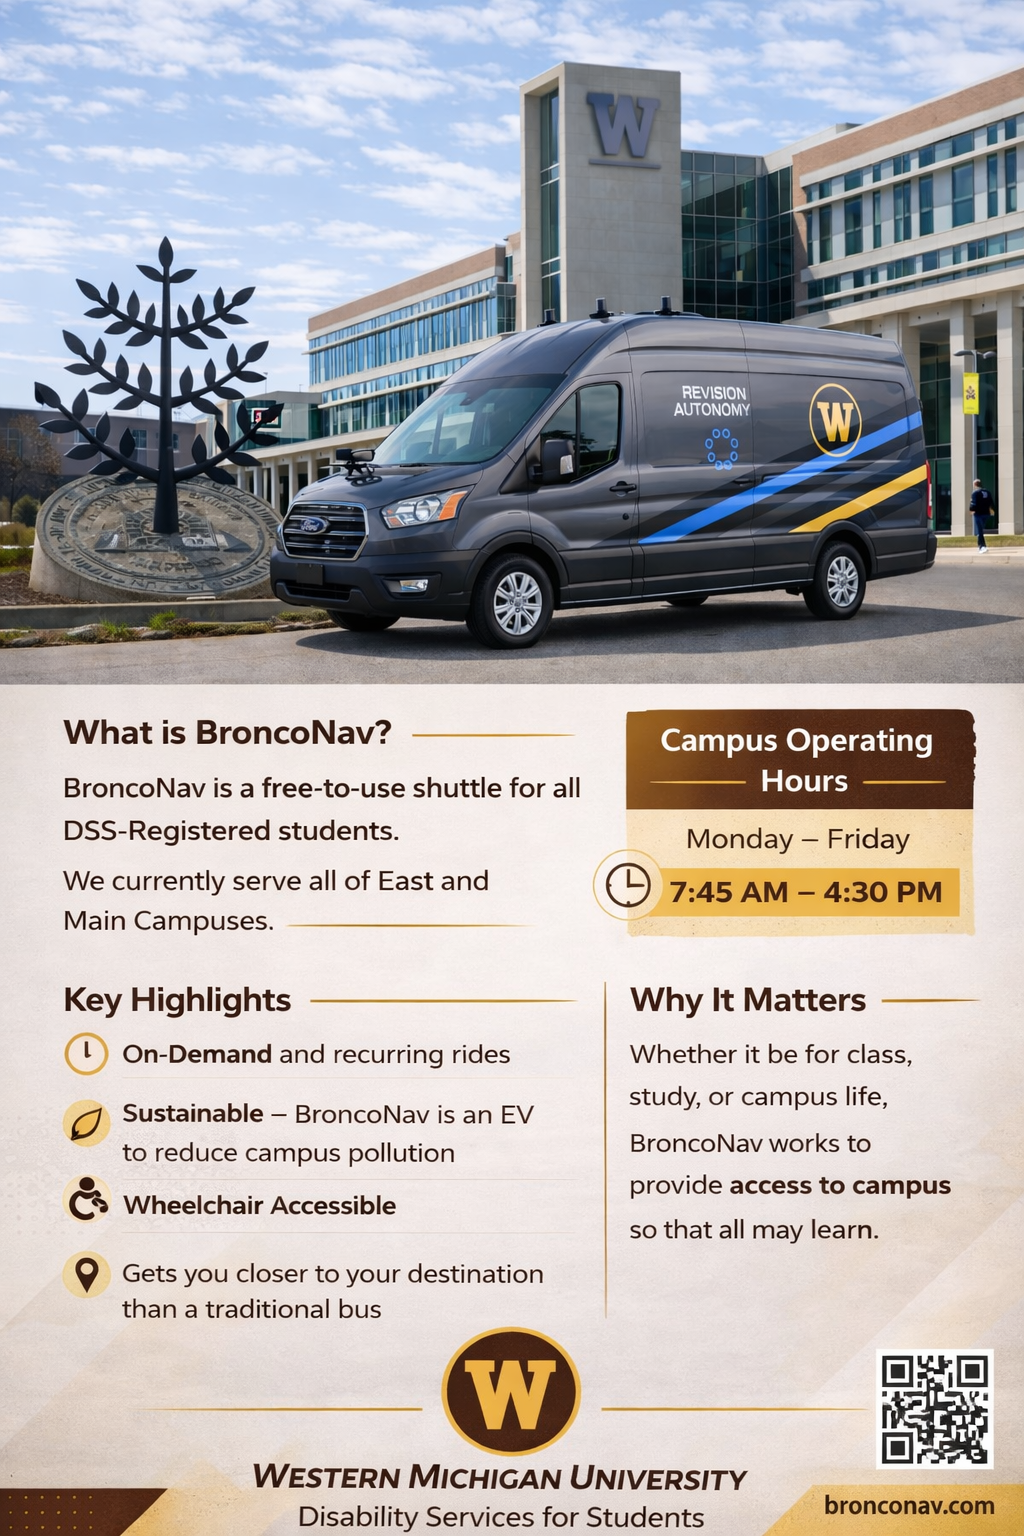 W
REVISION
AUTONOMY
W
Ford
What is BroncoNav?
BroncoNav is a free-to-use shuttle for all
DSS-Registered students.
We currently serve all of East and
Main Campuses.
Campus Operating
Hours
Monday – Friday
7:45 AM – 4:30 PM
Key Highlights
On-Demand and recurring rides
Sustainable – BroncoNav is an EV
to reduce campus pollution
Wheelchair Accessible
Gets you closer to your destination
than a traditional bus
Why It Matters
Whether it be for class,
study, or campus life,
BroncoNav works to
provide access to campus
so that all may learn.
W
WESTERN MICHIGAN UNIVERSITY
Disability Services for Students
bronconav.com